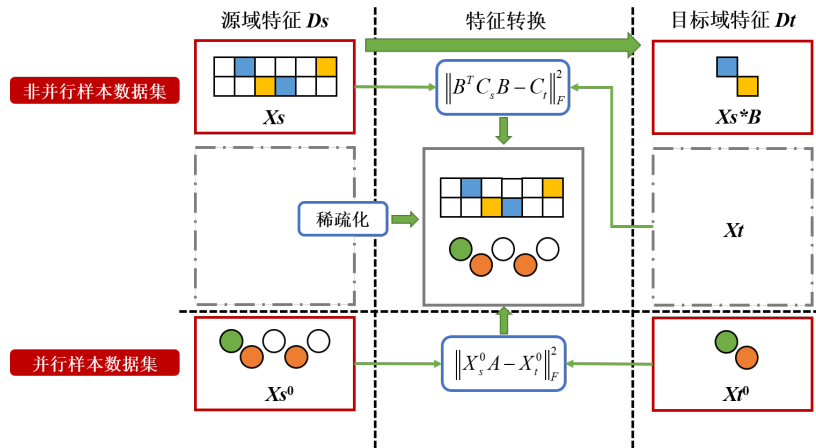 源域特征 Ds
特征转换
目标域特征 Dt
非并行样本数据集
Xs
‖B^T C_s B − C_t‖_F^2
Xs*B
稀疏化
Xt
并行样本数据集
Xs⁰
‖X_s^0 A − X_t^0‖_F^2
Xt⁰